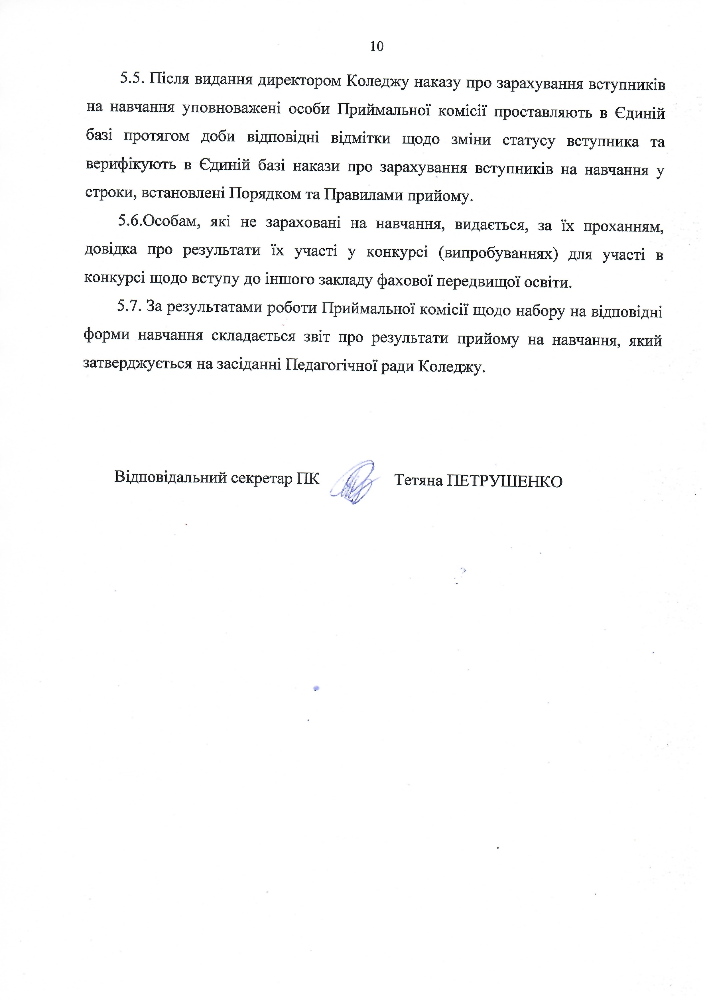 10
5.5. Після видання директором Коледжу наказу про зарахування вступників
на навчання уповноважені особи Приймальної комісії проставляють в Єдиній
базі протягом доби відповідні відмітки щодо зміни статусу вступника та
верифікують в Єдиній базі накази про зарахування вступників на навчання у
строки, встановлені Порядком та Правилами прийому.
5.6.Особам, які не зараховані на навчання, видається, за їх проханням,
довідка про результати їх участі у конкурсі (випробуваннях) для участі в
конкурсі щодо вступу до іншого закладу фахової передвищої освіти.
5.7. За результатами роботи Приймальної комісії щодо набору на відповідні
форми навчання складається звіт про результати прийому на навчання, який
затверджується на засіданні Педагогічної ради Коледжу.
Відповідальний секретар ПК Тетяна ПЕТРУШЕНКО